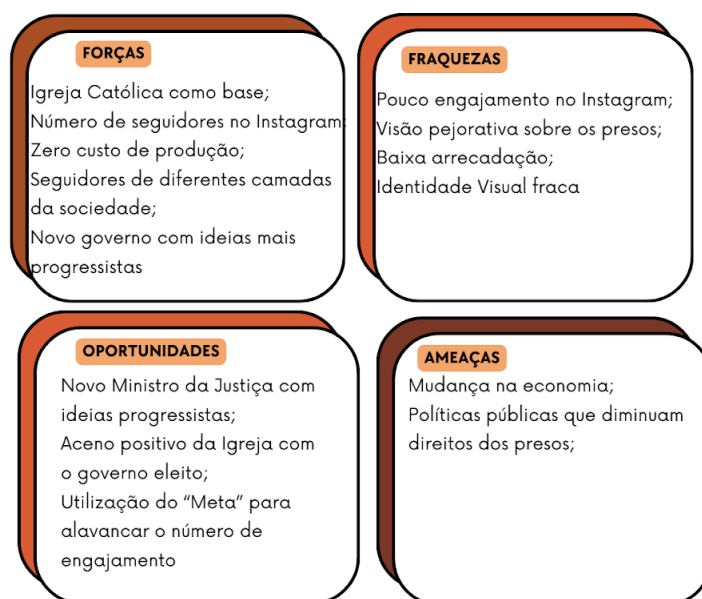 FORÇAS
Igreja Católica como base;
Número de seguidores no Instagram;
Zero custo de produção;
Seguidores de diferentes camadas
da sociedade;
Novo governo com ideias mais
progressistas
FRAQUEZAS
Pouco engajamento no Instagram;
Visão pejorativa sobre os presos;
Baixa arrecadação;
Identidade Visual fraca
OPORTUNIDADES
Novo Ministro da Justiça com
ideias progressistas;
Aceno positivo da Igreja com
o governo eleito;
Utilização do “Meta” para
alavancar o número de
engajamento
AMEAÇAS
Mudança na economia;
Políticas públicas que diminuam
direitos dos presos;